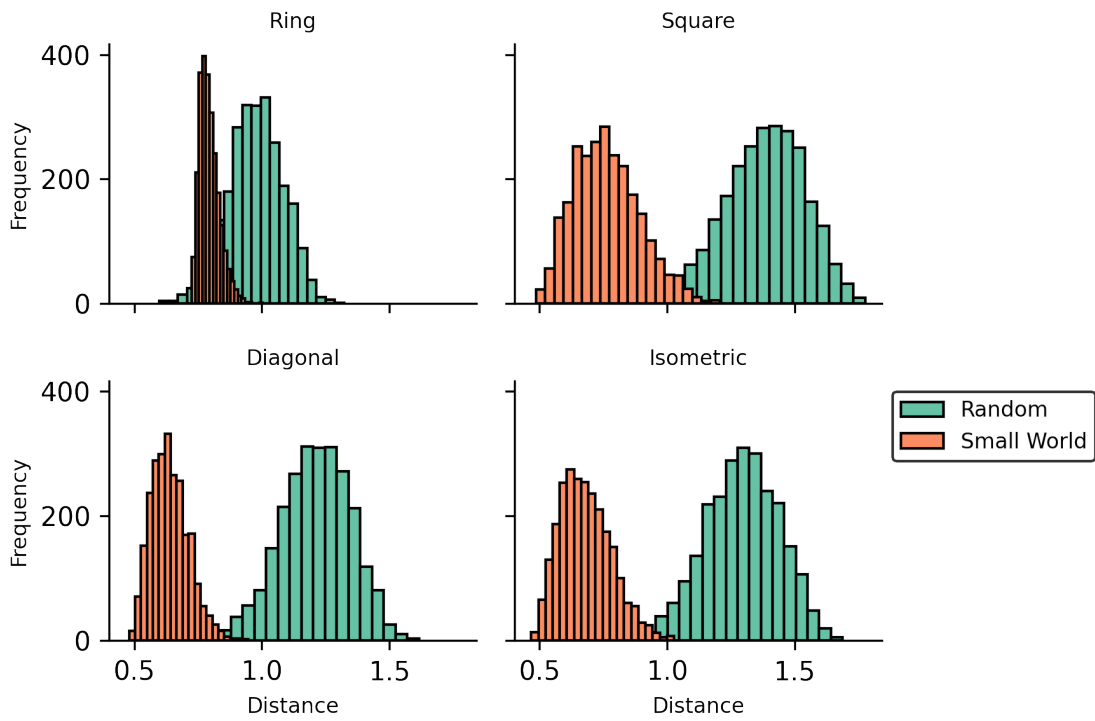 Ring
Square
400
200
0
Frequency
Diagonal
Isometric
400
200
0
Frequency
0.5 1.0 1.5
0.5 1.0 1.5
Distance
Distance
Random
Small World